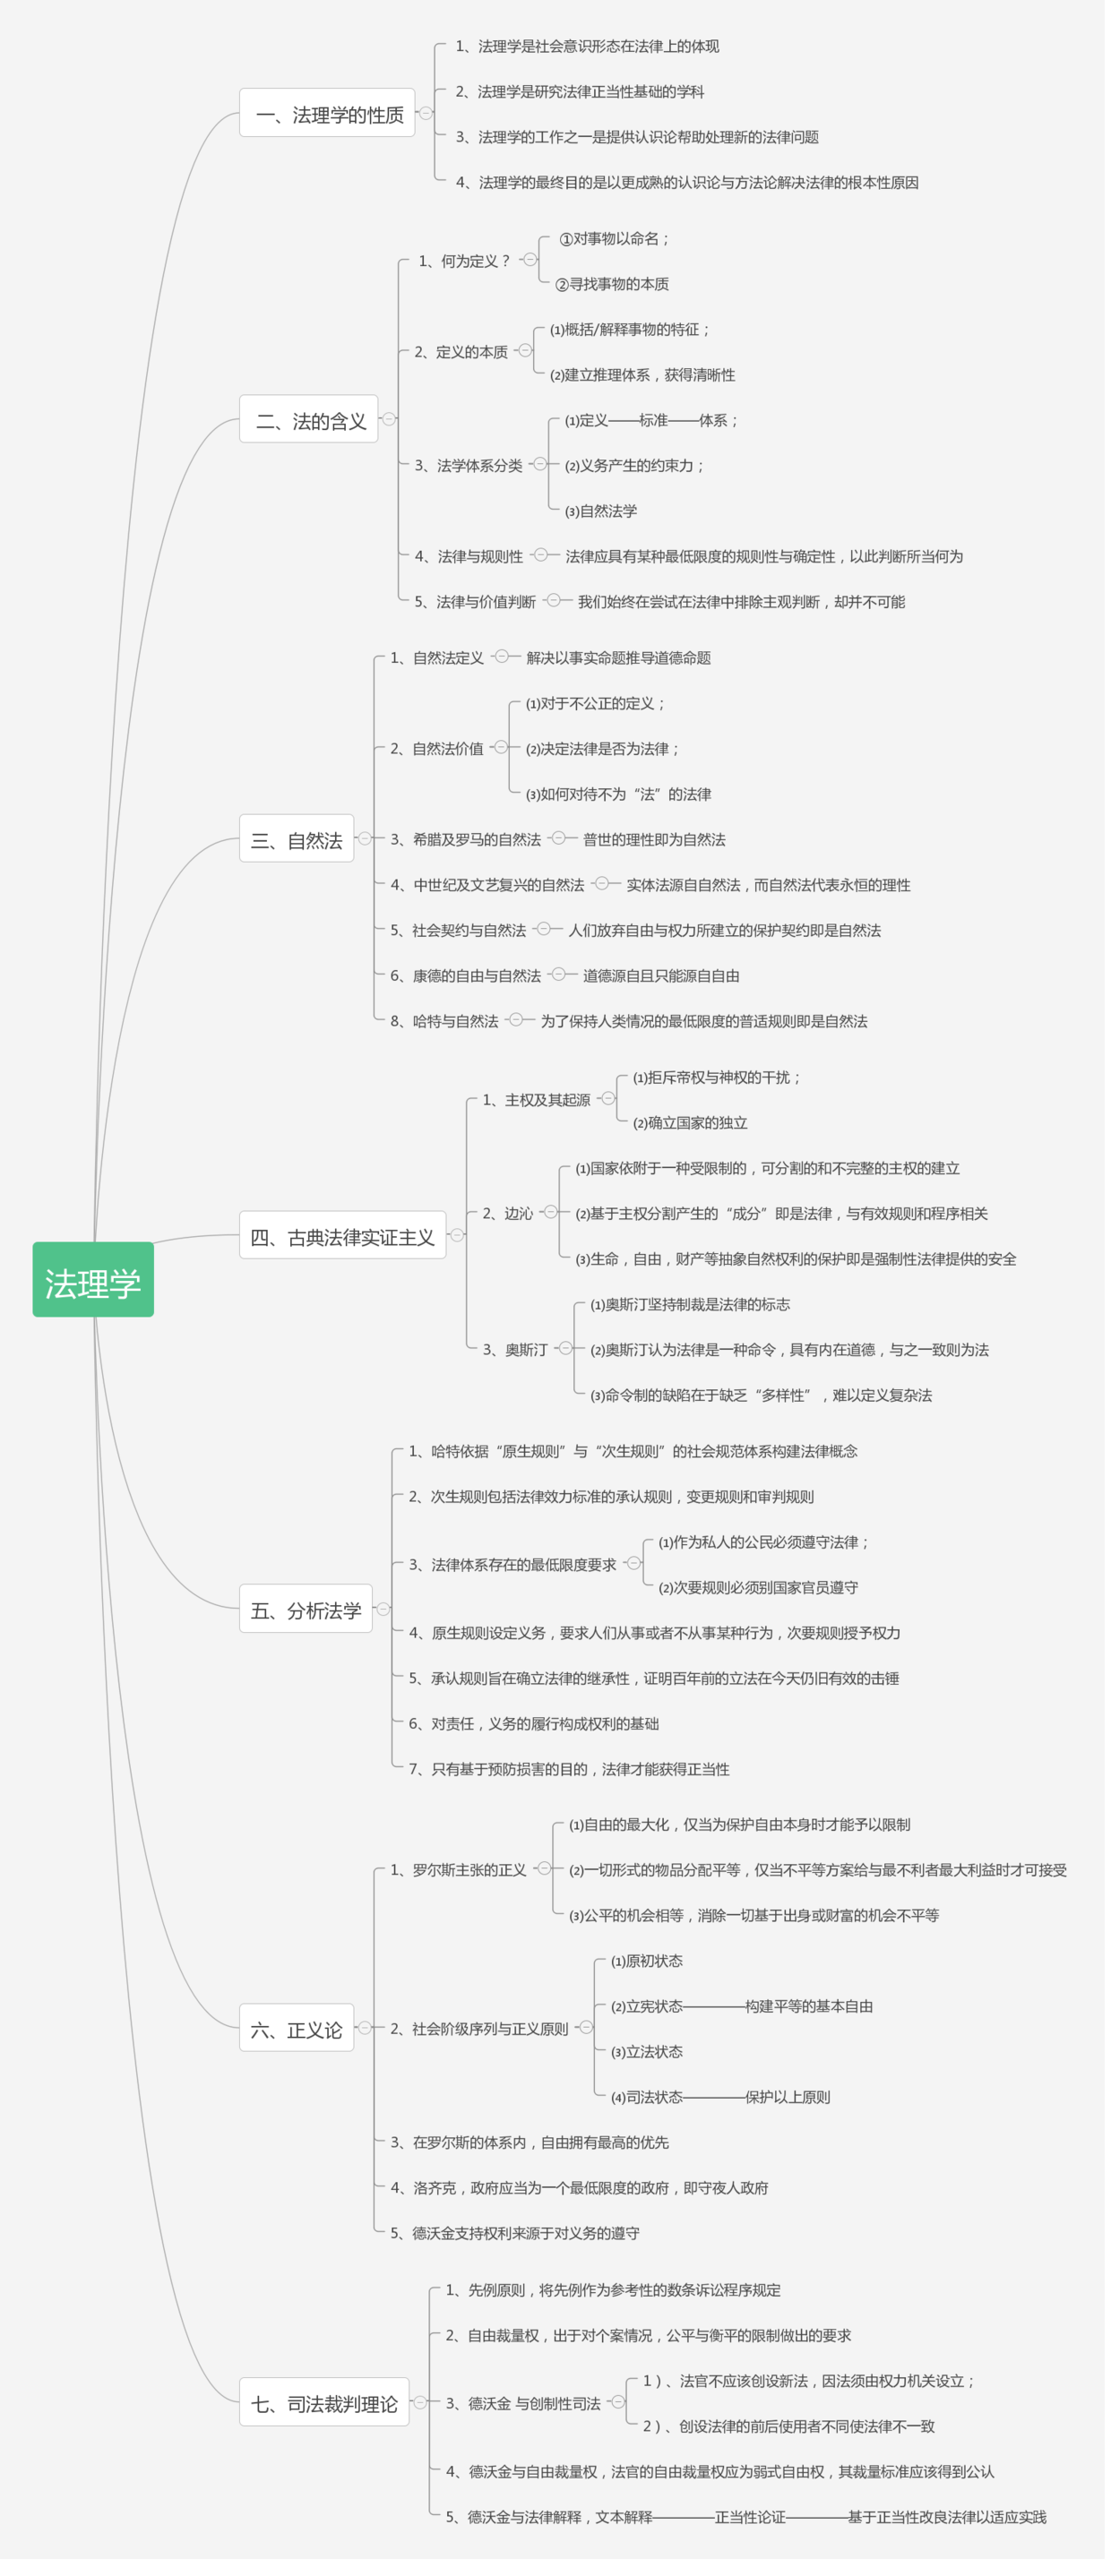 法理学
一、法理学的性质
1、法理学是社会意识形态在法律上的体现
2、法理学是研究法律正当性基础的学科
3、法理学的工作之一是提供认识论帮助处理新的法律问题
4、法理学的最终目的是以更成熟的认识论与方法论解决法律的根本性原因
二、法的含义
1、何为定义？
①对事物以命名；
②寻找事物的本质
2、定义的本质
⑴概括/解释事物的特征；
⑵建立推理体系，获得清晰性
3、法学体系分类
⑴定义——标准——体系；
⑵义务产生的约束力；
⑶自然法学
4、法律与规则性
法律应具有某种最低限度的规则性与确定性，以此判断所当何为
5、法律与价值判断
我们始终在尝试在法律中排除主观判断，却并不可能
三、自然法
1、自然法定义
解决以事实命题推导道德命题
2、自然法价值
⑴对于不公正的定义；
⑵决定法律是否为法律；
⑶如何对待不为“法”的法律
3、希腊及罗马的自然法
普世的理性即为自然法
4、中世纪及文艺复兴的自然法
实体法源自自然法，而自然法代表永恒的理性
5、社会契约与自然法
人们放弃自由与权力所建立的保护契约即是自然法
6、康德的自由与自然法
道德源自且只能源自自由
8、哈特与自然法
为了保持人类情况的最低限度的普适规则即是自然法
四、古典法律实证主义
1、主权及其起源
⑴拒斥帝权与神权的干扰；
⑵确立国家的独立
2、边沁
⑴国家依附于一种受限制的，可分割的和不完整的主权的建立
⑵基于主权分割产生的“成分”即是法律，与有效规则和程序相关
⑶生命，自由，财产等抽象自然权利的保护即是强制性法律提供的安全
3、奥斯汀
⑴奥斯汀坚持制裁是法律的标志
⑵奥斯汀认为法律是一种命令，具有内在道德，与之一致则为法
⑶命令制的缺陷在于缺乏“多样性”，难以定义复杂法
五、分析法学
1、哈特依据“原生规则”与“次生规则”的社会规范体系构建法律概念
2、次生规则包括法律效力标准的承认规则，变更规则和审判规则
3、法律体系存在的最低限度要求
⑴作为私人的公民必须遵守法律；
⑵次要规则必须别国家官员遵守
4、原生规则设定义务，要求人们从事或者不从事某种行为，次要规则授予权力
5、承认规则旨在确立法律的继承性，证明百年前的立法在今天仍旧有效的击锤
6、对责任，义务的履行构成权利的基础
7、只有基于预防损害的目的，法律才能获得正当性
六、正义论
1、罗尔斯主张的正义
⑴自由的最大化，仅当为保护自由本身时才能予以限制
⑵一切形式的物品分配平等，仅当不平等方案给与最不利者最大利益时才可接受
⑶公平的机会相等，消除一切基于出身或财富的机会不平等
2、社会阶级序列与正义原则
⑴原初状态
⑵立宪状态————构建平等的基本自由
⑶立法状态
⑷司法状态————保护以上原则
3、在罗尔斯的体系内，自由拥有最高的优先
4、洛齐克，政府应当为一个最低限度的政府，即守夜人政府
5、德沃金支持权利来源于对义务的遵守
七、司法裁判理论
1、先例原则，将先例作为参考性的数条诉讼程序规定
2、自由裁量权，出于对个案情况，公平与衡平的限制做出的要求
3、德沃金 与创制性司法
1）、法官不应该创设新法，因法须由权力机关设立；
2）、创设法律的前后使用者不同使法律不一致
4、德沃金与自由裁量权，法官的自由裁量权应为弱式自由权，其裁量标准应该得到公认
5、德沃金与法律解释，文本解释————正当性论证————基于正当性改良法律以适应实践